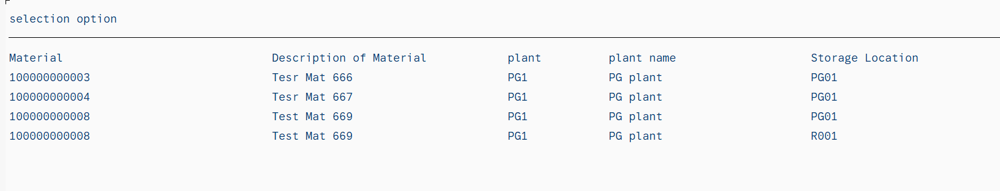 selection option
Material Description of Material plant plant name Storage Location
100000000003 Tesr Mat 666 PG1 PG plant PG01
100000000004 Tesr Mat 667 PG1 PG plant PG01
100000000008 Test Mat 669 PG1 PG plant PG01
100000000008 Test Mat 669 PG1 PG plant R001